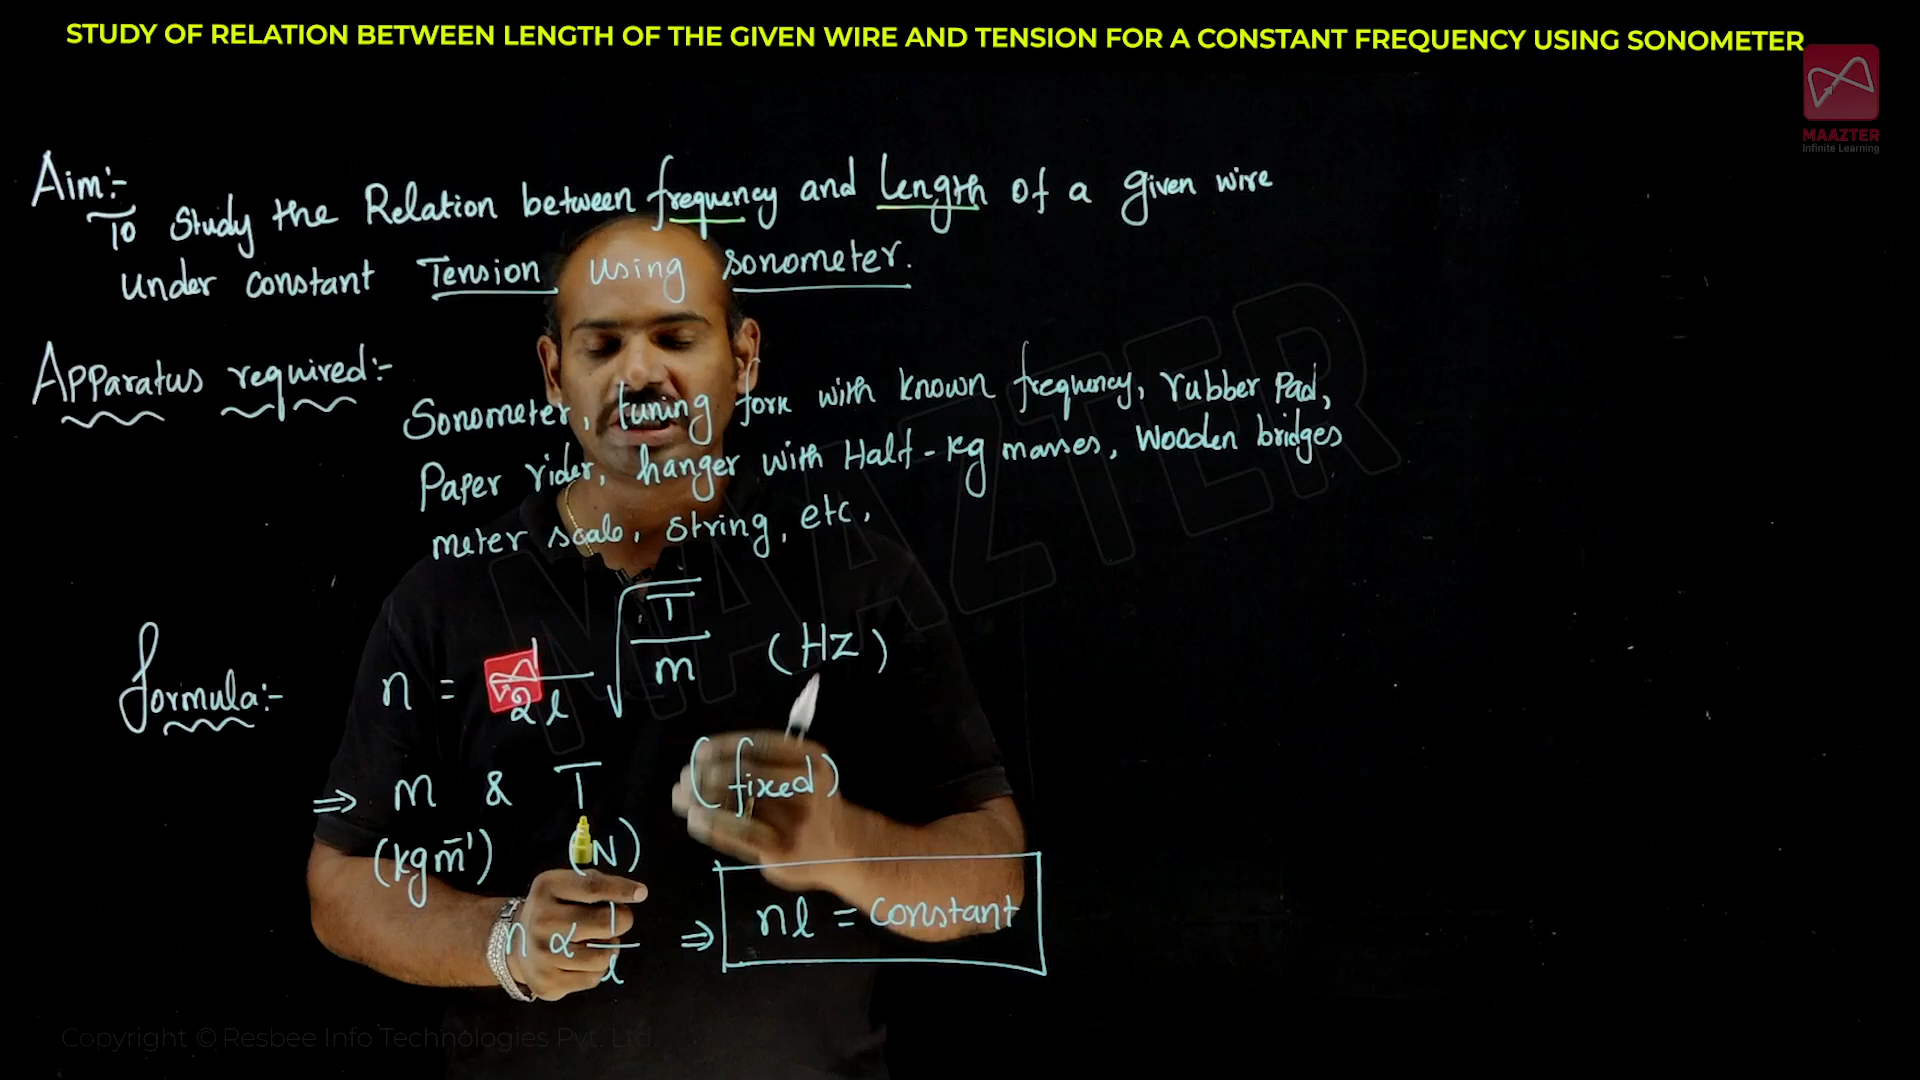 STUDY OF RELATION BETWEEN LENGTH OF THE GIVEN WIRE AND TENSION FOR A CONSTANT FREQUENCY USING SONOMETER
MAAZTER
Infinite Learning
Aim:-
To Study the Relation between frequency and length of a given wire
under constant Tension using sonometer.
Apparatus required:-
Sonometer, tuning fork with known frequency, rubber Pad,
Paper rider, hanger with Half-kg masses, Wooden bridges
meter scale, string, etc.
MAAZTER
formula:- n = 1/2l √T/m (Hz)
⇒ m & T (fixed)
(kgm⁻¹) (N)
n ∝ 1/l ⇒ nl = constant
Copyright © Resbee Info Technologies Pvt. Ltd.